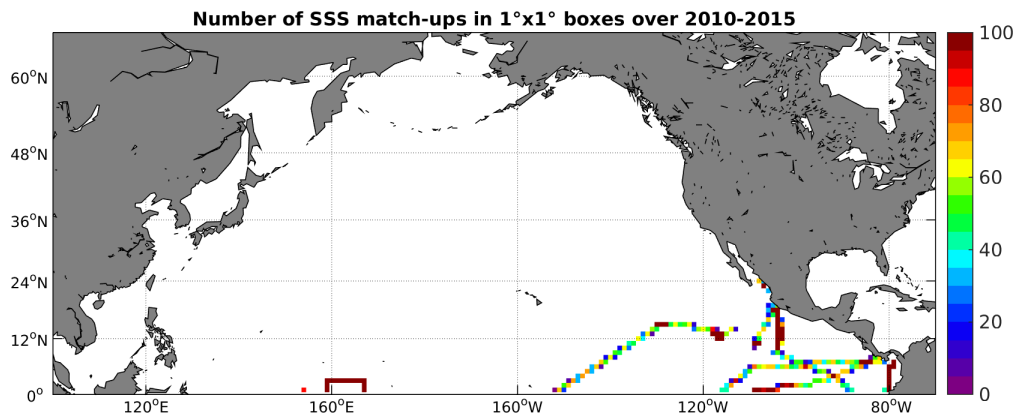 Number of SSS match-ups in 1°x1° boxes over 2010-2015
100
60°N
80
48°N
60
36°N
40
24°N
20
12°N
0°
0
120°E
160°E
160°W
120°W
80°W